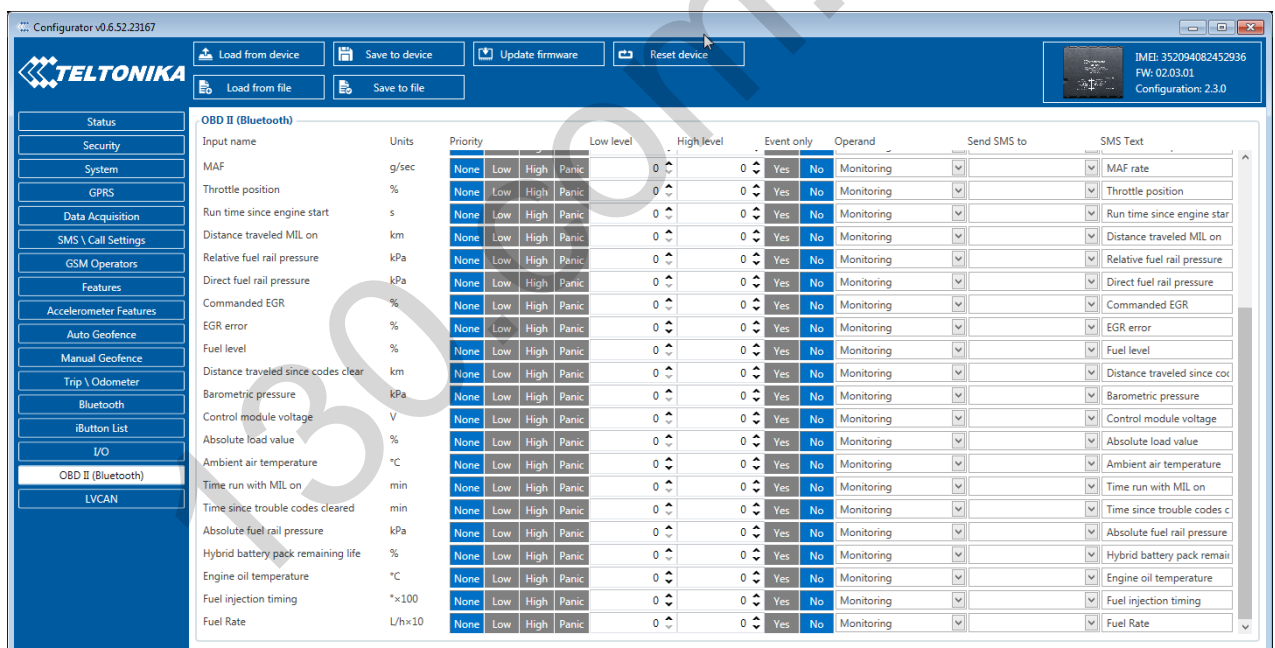 Configurator v0.6.52.23167
TELTONIKA
Load from device Save to device Update firmware Reset device
Load from file Save to file
IMEI: 352094082452936
FW: 02.03.01
Configuration: 2.3.0
Status
Security
System
GPRS
Data Acquisition
SMS \ Call Settings
GSM Operators
Features
Accelerometer Features
Auto Geofence
Manual Geofence
Trip \ Odometer
Bluetooth
iButton List
I/O
OBD II (Bluetooth)
LVCAN
OBD II (Bluetooth)
Input name Units Priority Low level High level Event only Operand Send SMS to SMS Text
MAF g/sec None Low High Panic 0 0 Yes No Monitoring MAF rate
Throttle position % None Low High Panic 0 0 Yes No Monitoring Throttle position
Run time since engine start s None Low High Panic 0 0 Yes No Monitoring Run time since engine star
Distance traveled MIL on km None Low High Panic 0 0 Yes No Monitoring Distance traveled MIL on
Relative fuel rail pressure kPa None Low High Panic 0 0 Yes No Monitoring Relative fuel rail pressure
Direct fuel rail pressure kPa None Low High Panic 0 0 Yes No Monitoring Direct fuel rail pressure
Commanded EGR % None Low High Panic 0 0 Yes No Monitoring Commanded EGR
EGR error % None Low High Panic 0 0 Yes No Monitoring EGR error
Fuel level % None Low High Panic 0 0 Yes No Monitoring Fuel level
Distance traveled since codes clear km None Low High Panic 0 0 Yes No Monitoring Distance traveled since coc
Barometric pressure kPa None Low High Panic 0 0 Yes No Monitoring Barometric pressure
Control module voltage V None Low High Panic 0 0 Yes No Monitoring Control module voltage
Absolute load value % None Low High Panic 0 0 Yes No Monitoring Absolute load value
Ambient air temperature °C None Low High Panic 0 0 Yes No Monitoring Ambient air temperature
Time run with MIL on min None Low High Panic 0 0 Yes No Monitoring Time run with MIL on
Time since trouble codes cleared min None Low High Panic 0 0 Yes No Monitoring Time since trouble codes c
Absolute fuel rail pressure kPa None Low High Panic 0 0 Yes No Monitoring Absolute fuel rail pressure
Hybrid battery pack remaining life % None Low High Panic 0 0 Yes No Monitoring Hybrid battery pack remain
Engine oil temperature °C None Low High Panic 0 0 Yes No Monitoring Engine oil temperature
Fuel injection timing °×100 None Low High Panic 0 0 Yes No Monitoring Fuel injection timing
Fuel Rate L/h×10 None Low High Panic 0 0 Yes No Monitoring Fuel Rate
130.com.